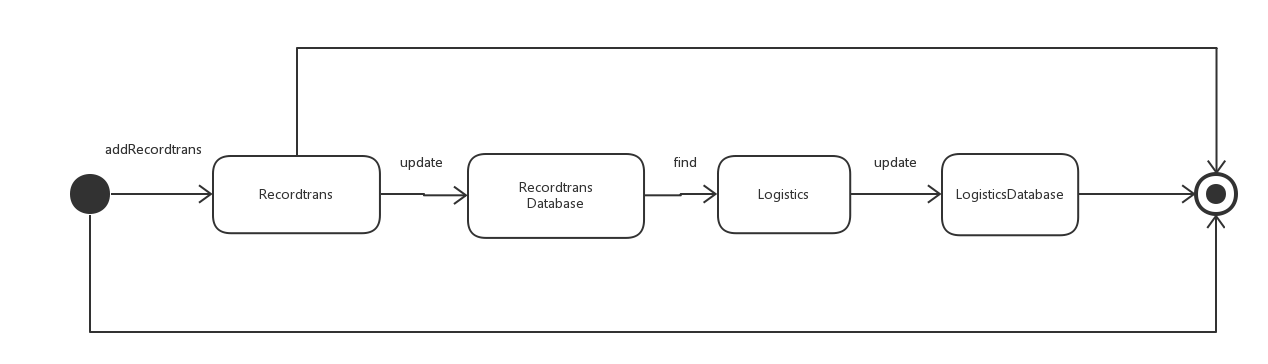 addRecordtrans
Recordtrans
update
Recordtrans
Database
find
Logistics
update
LogisticsDatabase